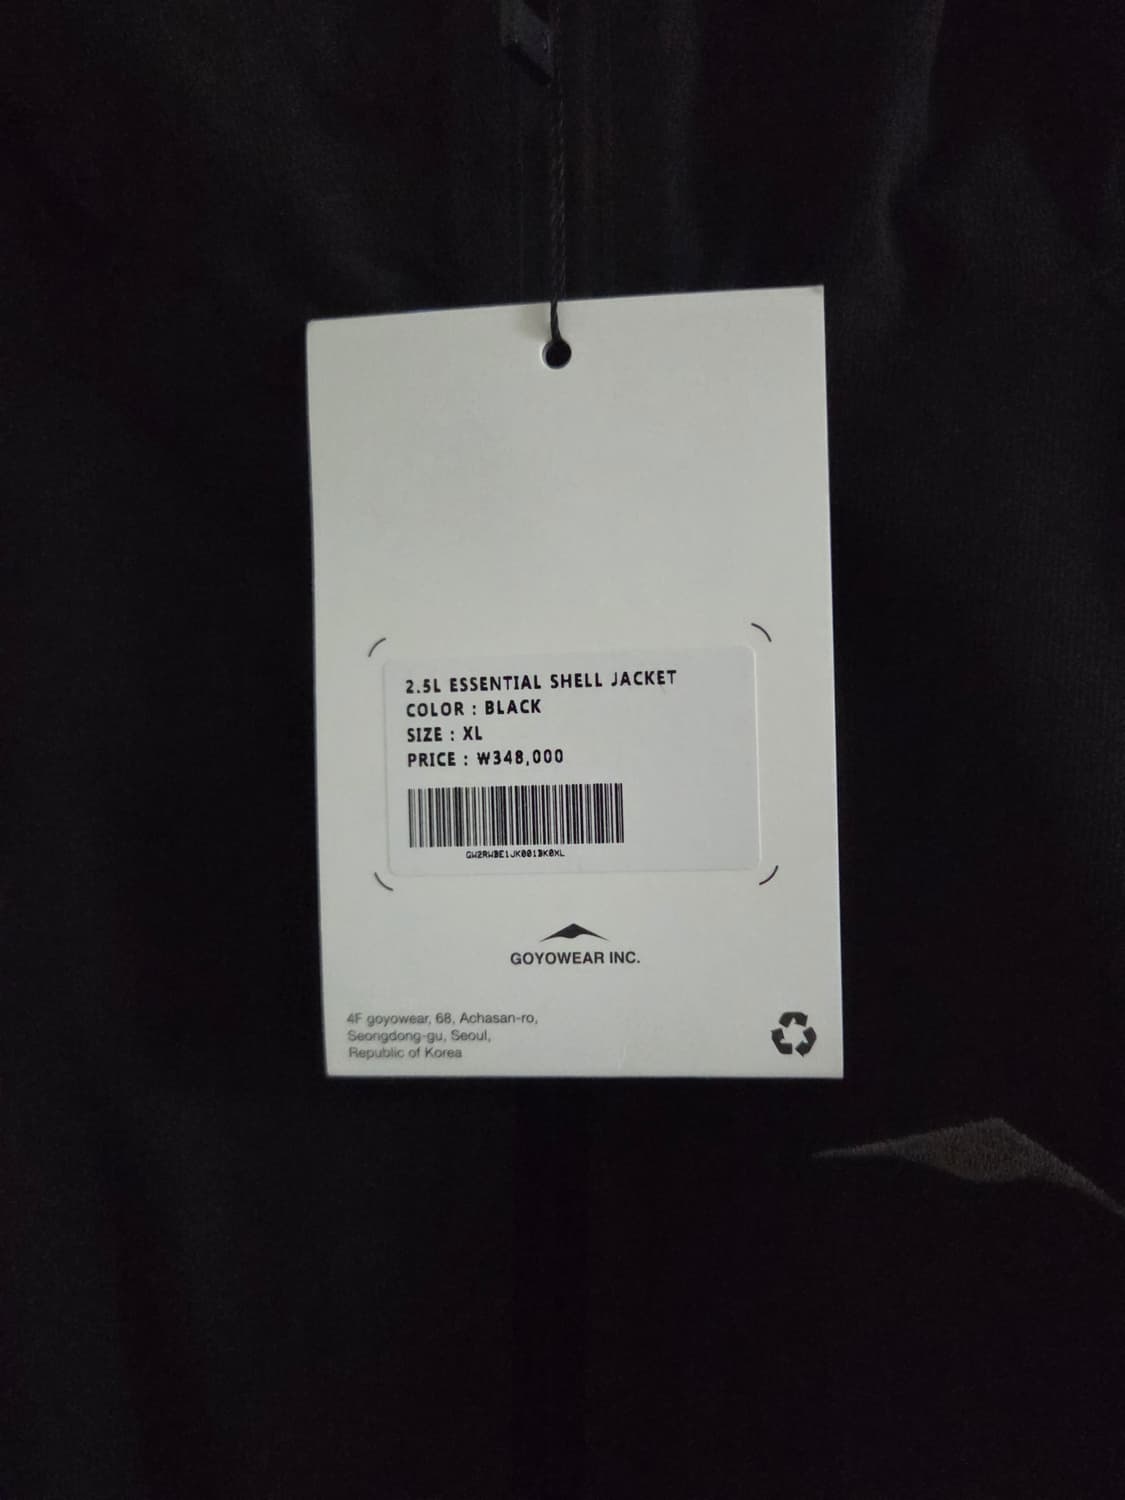 2.5L ESSENTIAL SHELL JACKET
COLOR : BLACK
SIZE : XL
PRICE : ₩348,000
GW2RWBE1JK001BK0XL
GOYOWEAR INC.
4F goyowear, 68, Achasan-ro,
Seongdong-gu, Seoul,
Republic of Korea